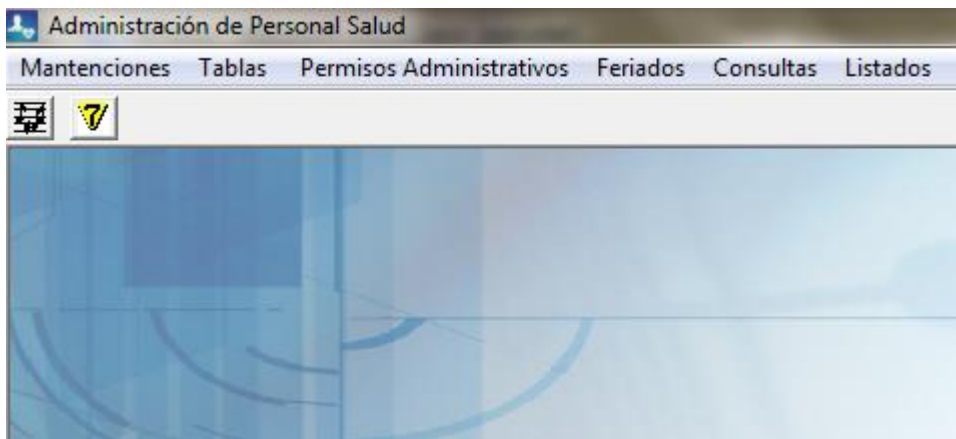 Administración de Personal Salud
Mantenciones Tablas Permisos Administrativos Feriados Consultas Listados
?